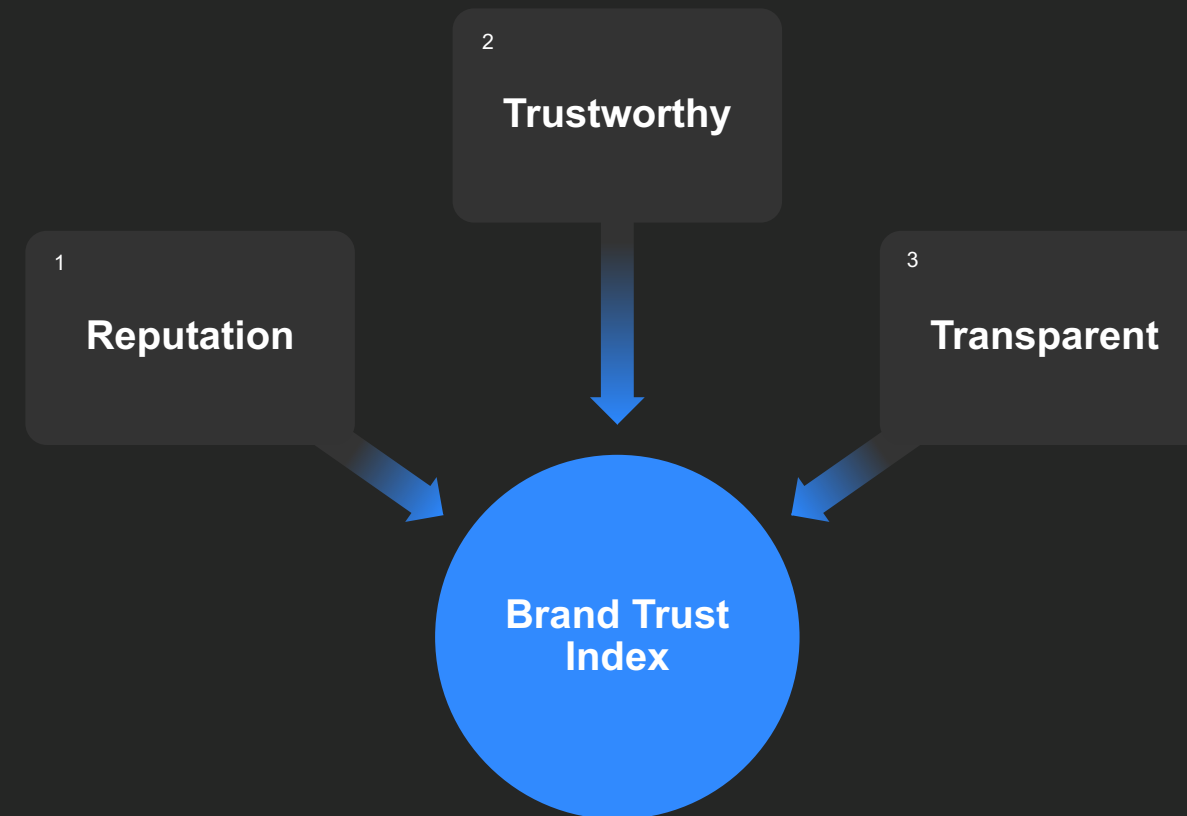 1
Reputation
2
Trustworthy
3
Transparent
Brand Trust
Index